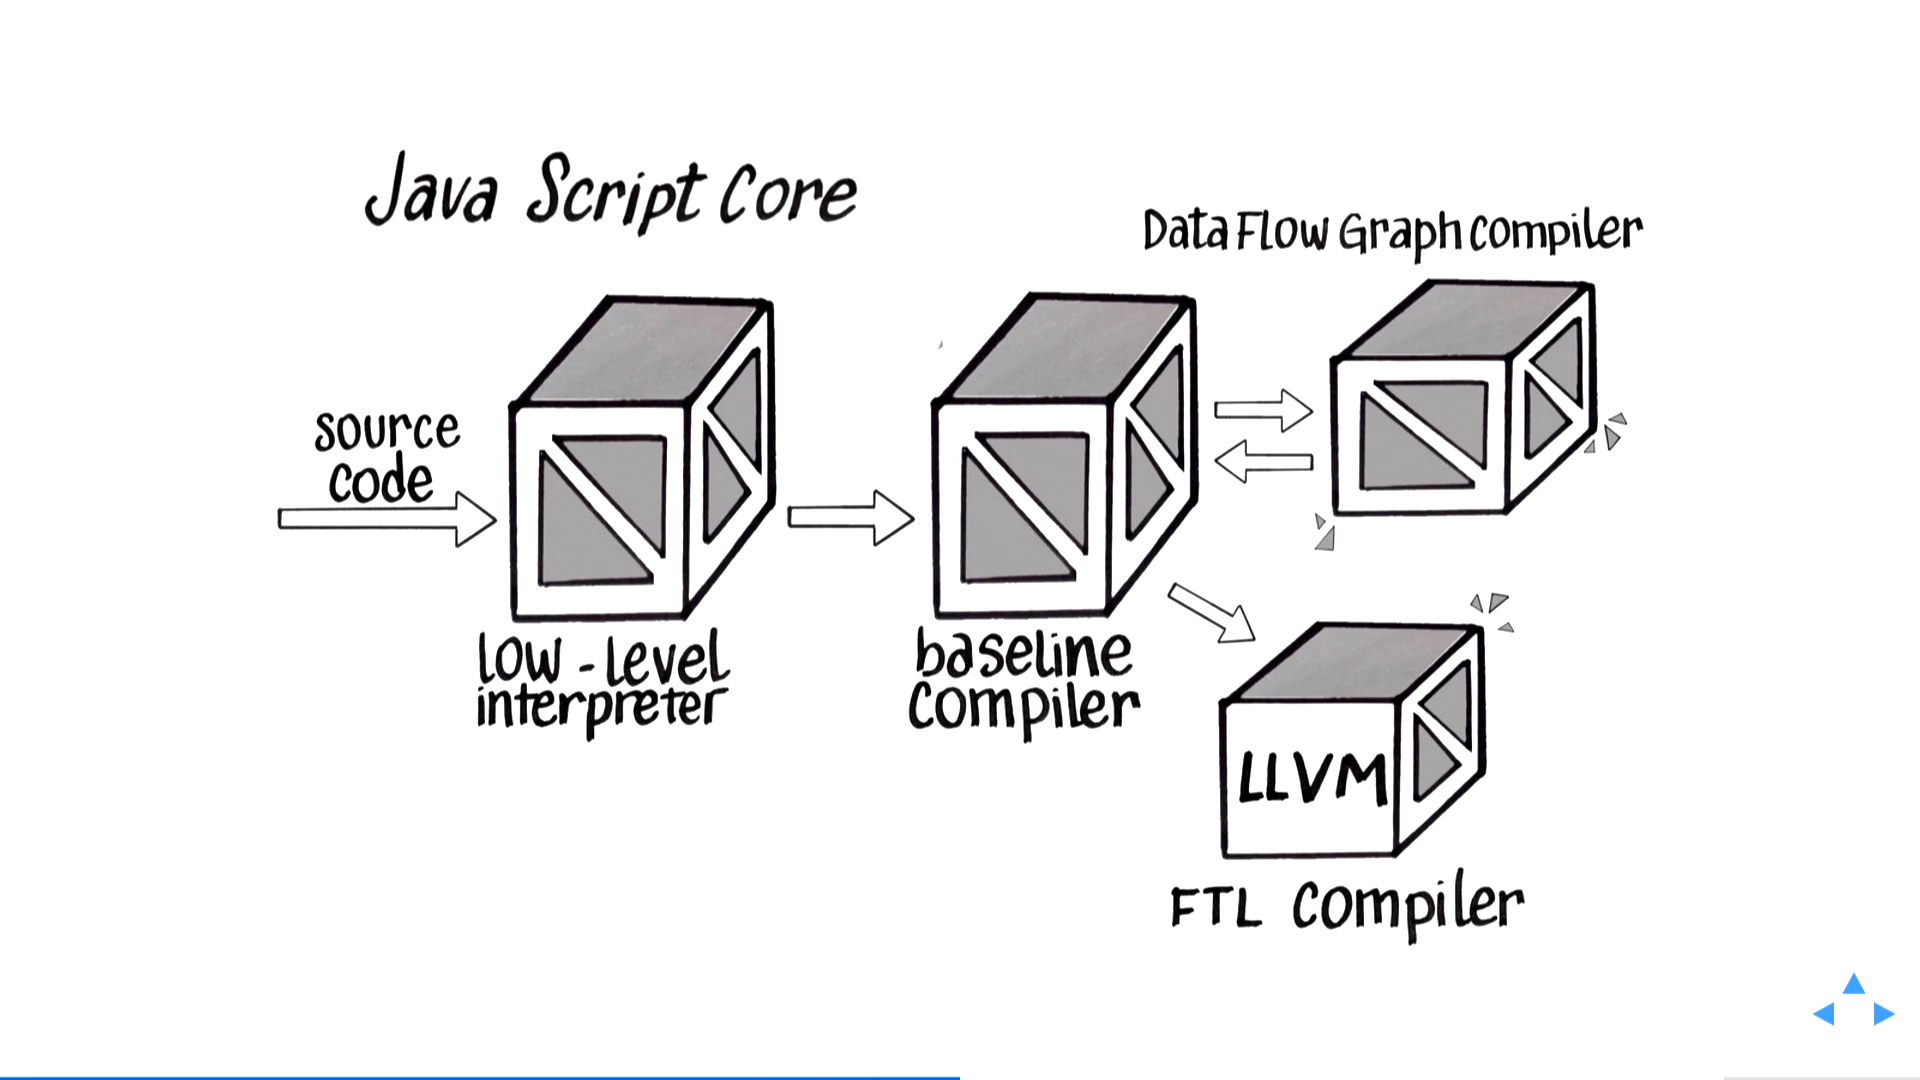 Java Script Core
Data Flow Graph compiler
source
code
low-level
interpreter
baseline
compiler
LLVM
FTL compiler